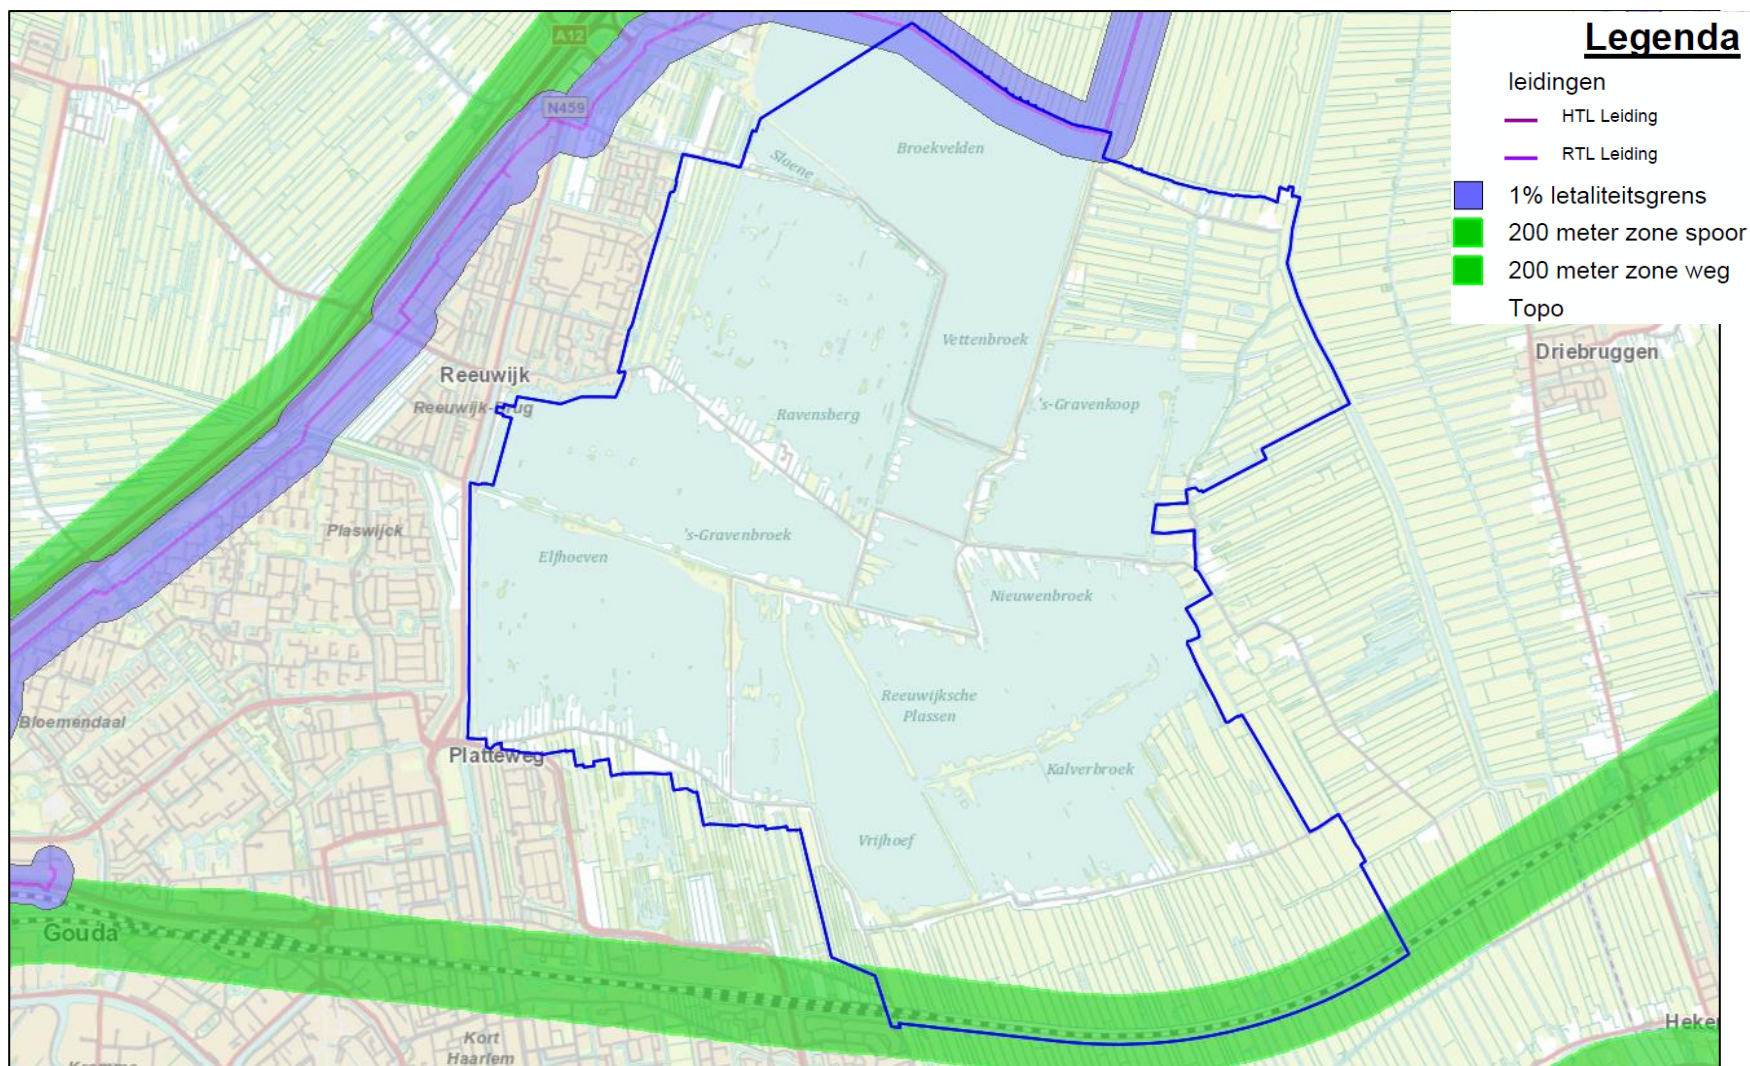 Legenda
leidingen
HTL Leiding
RTL Leiding
1% letaliteitsgrens
200 meter zone spoor
200 meter zone weg
Topo
A12
N459
Broekvelden
Sloene
Vettenbroek
Driebruggen
Reeuwijk
Reeuwijk-Brug
Ravensberg
's-Gravenkoop
Plaswijck
's-Gravenbroek
Elfhoeven
Nieuwenbroek
Reeuwijksche
Plassen
Bloemendaal
Platteweg
Kalverbroek
Vrijhoef
Gouda
Kort
Haarlem
Heke